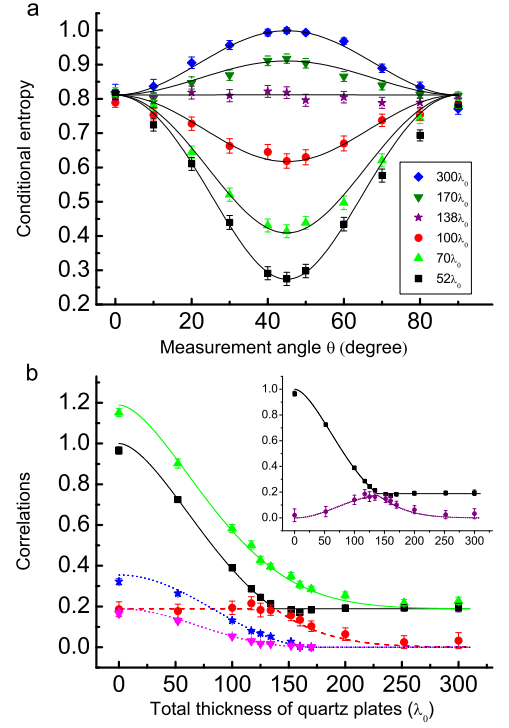 a
1.0
0.9
0.8
0.7
0.6
0.5
0.4
0.3
0.2
Conditional entropy
300λ₀
170λ₀
138λ₀
100λ₀
70λ₀
52λ₀
0 20 40 60 80
Measurement angle θ (degree)
b
1.2
1.0
0.8
0.6
0.4
0.2
0.0
Correlations
1.0
0.8
0.6
0.4
0.2
0.0
0 50 100 150 200 250 300
0 50 100 150 200 250 300
Total thickness of quartz plates (λ₀)